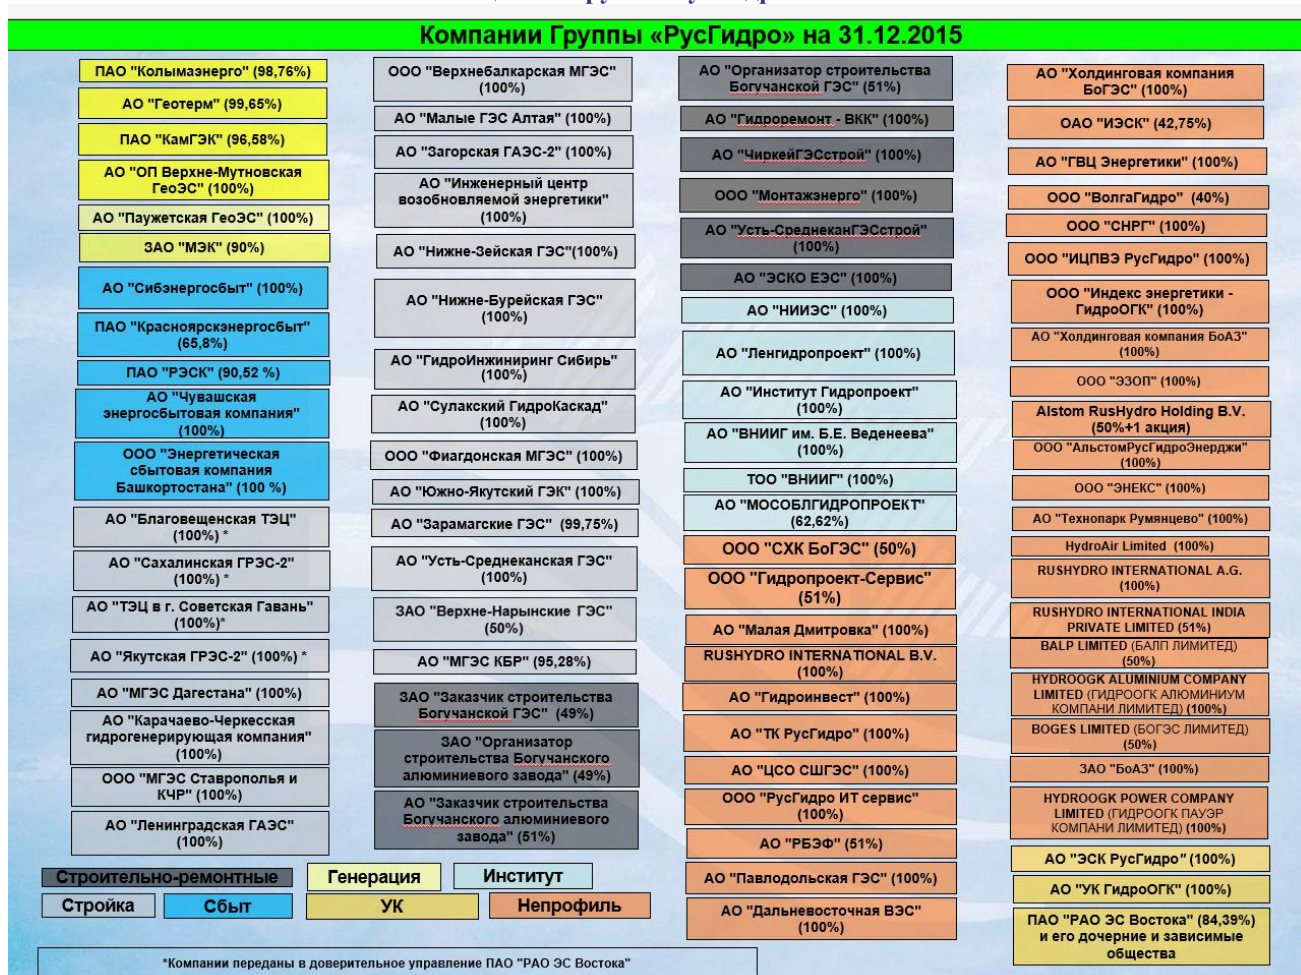 Компании Группы «РусГидро» на 31.12.2015
ПАО "Колымаэнерго" (98,76%)
АО "Геотерм" (99,65%)
ПАО "КамГЭК" (96,58%)
АО "ОП Верхне-Мутновская
ГеоЭС" (100%)
АО "Паужетская ГеоЭС" (100%)
ЗАО "МЭК" (90%)
АО "Сибэнергосбыт" (100%)
ПАО "Красноярскэнергосбыт"
(65,8%)
ПАО "РЭСК" (90,52 %)
АО "Чувашская
энергосбытовая компания"
(100%)
ООО "Энергетическая
сбытовая компания
Башкортостана" (100 %)
АО "Благовещенская ТЭЦ"
(100%) *
АО "Сахалинская ГРЭС-2"
(100%) *
АО "ТЭЦ в г. Советская Гавань"
(100%)*
АО "Якутская ГРЭС-2" (100%) *
АО "МГЭС Дагестана" (100%)
АО "Карачаево-Черкесская
гидрогенерирующая компания"
(100%)
ООО "МГЭС Ставрополья и
КЧР" (100%)
АО "Ленинградская ГАЭС"
(100%)
ООО "Верхнебалкарская МГЭС"
(100%)
АО "Малые ГЭС Алтая" (100%)
АО "Загорская ГАЭС-2" (100%)
АО "Инженерный центр
возобновляемой энергетики"
(100%)
АО "Нижне-Зейская ГЭС"(100%)
АО "Нижне-Бурейская ГЭС"
(100%)
АО "ГидроИнжиниринг Сибирь"
(100%)
АО "Сулакский ГидроКаскад"
(100%)
ООО "Фиагдонская МГЭС" (100%)
АО "Южно-Якутский ГЭК" (100%)
АО "Зарамагские ГЭС" (99,75%)
АО "Усть-Среднеканская ГЭС"
(100%)
ЗАО "Верхне-Нарынские ГЭС"
(50%)
АО "МГЭС КБР" (95,28%)
ЗАО "Заказчик строительства
Богучанской ГЭС" (49%)
ЗАО "Организатор
строительства Богучанского
алюминиевого завода" (49%)
АО "Заказчик строительства
Богучанского алюминиевого
завода" (51%)
АО "Организатор строительства
Богучанской ГЭС" (51%)
АО "Гидроремонт - ВКК" (100%)
АО "ЧиркейГЭСстрой" (100%)
ООО "Монтажэнерго" (100%)
АО "Усть-СреднеканГЭСстрой"
(100%)
АО "ЭСКО ЕЭС" (100%)
АО "НИИЭС" (100%)
АО "Ленгидропроект" (100%)
АО "Институт Гидропроект"
(100%)
АО "ВНИИГ им. Б.Е. Веденеева"
(100%)
ТОО "ВНИИГ" (100%)
АО "МОСОБЛГИДРОПРОЕКТ"
(62,62%)
ООО "СХК БоГЭС" (50%)
ООО "Гидропроект-Сервис"
(51%)
АО "Малая Дмитровка" (100%)
RUSHYDRO INTERNATIONAL B.V.
(100%)
АО "Гидроинвест" (100%)
АО "ТК РусГидро" (100%)
АО "ЦСО СШГЭС" (100%)
ООО "РусГидро ИТ сервис"
(100%)
АО "РБЭФ" (51%)
АО "Павлодольская ГЭС" (100%)
АО "Дальневосточная ВЭС"
(100%)
АО "Холдинговая компания
БоГЭС" (100%)
ОАО "ИЭСК" (42,75%)
АО "ГВЦ Энергетики" (100%)
ООО "ВолгаГидро" (40%)
ООО "СНРГ" (100%)
ООО "ИЦПВЭ РусГидро" (100%)
ООО "Индекс энергетики -
ГидроОГК" (100%)
АО "Холдинговая компания БоАЗ"
(100%)
ООО "ЭЗОП" (100%)
Alstom RusHydro Holding B.V.
(50%+1 акция)
ООО "АльстомРусГидроЭнерджи"
(100%)
ООО "ЭНЕКС" (100%)
АО "Технопарк Румянцево" (100%)
HydroAir Limited (100%)
RUSHYDRO INTERNATIONAL A.G.
(100%)
RUSHYDRO INTERNATIONAL INDIA
PRIVATE LIMITED (51%)
BALP LIMITED (БАЛП ЛИМИТЕД)
(50%)
HYDROOGK ALUMINIUM COMPANY
LIMITED (ГИДРООГК АЛЮМИНИУМ
КОМПАНИ ЛИМИТЕД) (100%)
BOGES LIMITED (БОГЭС ЛИМИТЕД)
(50%)
ЗАО "БоАЗ" (100%)
HYDROOGK POWER COMPANY
LIMITED (ГИДРООГК ПАУЭР
КОМПАНИ ЛИМИТЕД) (100%)
АО "ЭСК РусГидро" (100%)
АО "УК ГидроОГК" (100%)
ПАО "РАО ЭС Востока" (84,39%)
и его дочерние и зависимые
общества
Строительно-ремонтные
Генерация
Институт
Стройка
Сбыт
УК
Непрофиль
*Компании переданы в доверительное управление ПАО "РАО ЭС Востока"